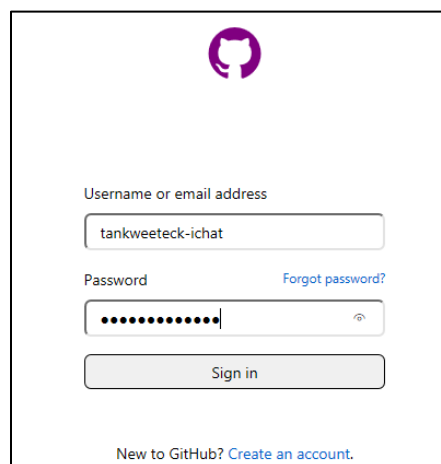 Username or email address
tankweeteck-ichat
Password Forgot password?
•••••••••••••
Sign in
New to GitHub? Create an account.